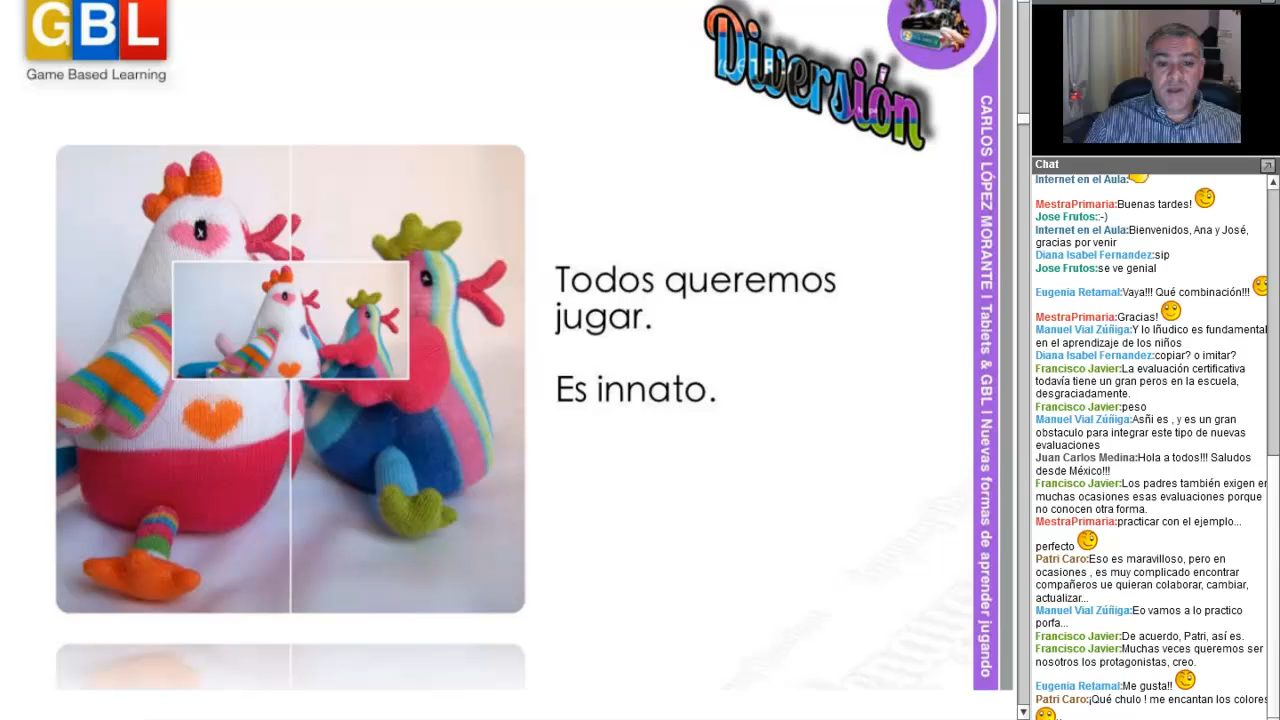 GBL
Game Based Learning
Diversión
Todos queremos
jugar.
Es innato.
CARLOS LÓPEZ MORANTE | Tablets & GBL | Nuevas formas de aprender jugando
Chat
Internet en el Aula:
MestraPrimaria:Buenas tardes!
Jose Frutos::-)
Internet en el Aula:Bienvenidos, Ana y José,
gracias por venir
Diana Isabel Fernandez:sip
Jose Frutos:se ve genial
Eugenia Retamal:Vaya!!! Qué combinación!!!
MestraPrimaria:Gracias!
Manuel Vial Zúñiga:Y lo lñudico es fundamental
en el aprendizaje de los niños
Diana Isabel Fernandez:copiar? o imitar?
Francisco Javier:La evaluación certificativa
todavía tiene un gran peros en la escuela,
desgraciadamente.
Francisco Javier:peso
Manuel Vial Zúñiga:Asñi es , y es un gran
obstaculo para integrar este tipo de nuevas
evaluaciones
Juan Carlos Medina:Hola a todos!!! Saludos
desde México!!!
Francisco Javier:Los padres también exigen en
muchas ocasiones esas evaluaciones porque
no conocen otra forma.
MestraPrimaria:practicar con el ejemplo...
perfecto
Patri Caro:Eso es maravilloso, pero en
ocasiones , es muy complicado encontrar
compañeros ue quieran colaborar, cambiar,
actualizar...
Manuel Vial Zúñiga:Eo vamos a lo practico
porfa...
Francisco Javier:De acuerdo, Patri, así es.
Francisco Javier:Muchas veces queremos ser
nosotros los protagonistas, creo.
Eugenia Retamal:Me gusta!!
Patri Caro:¡Qué chulo ! me encantan los colores